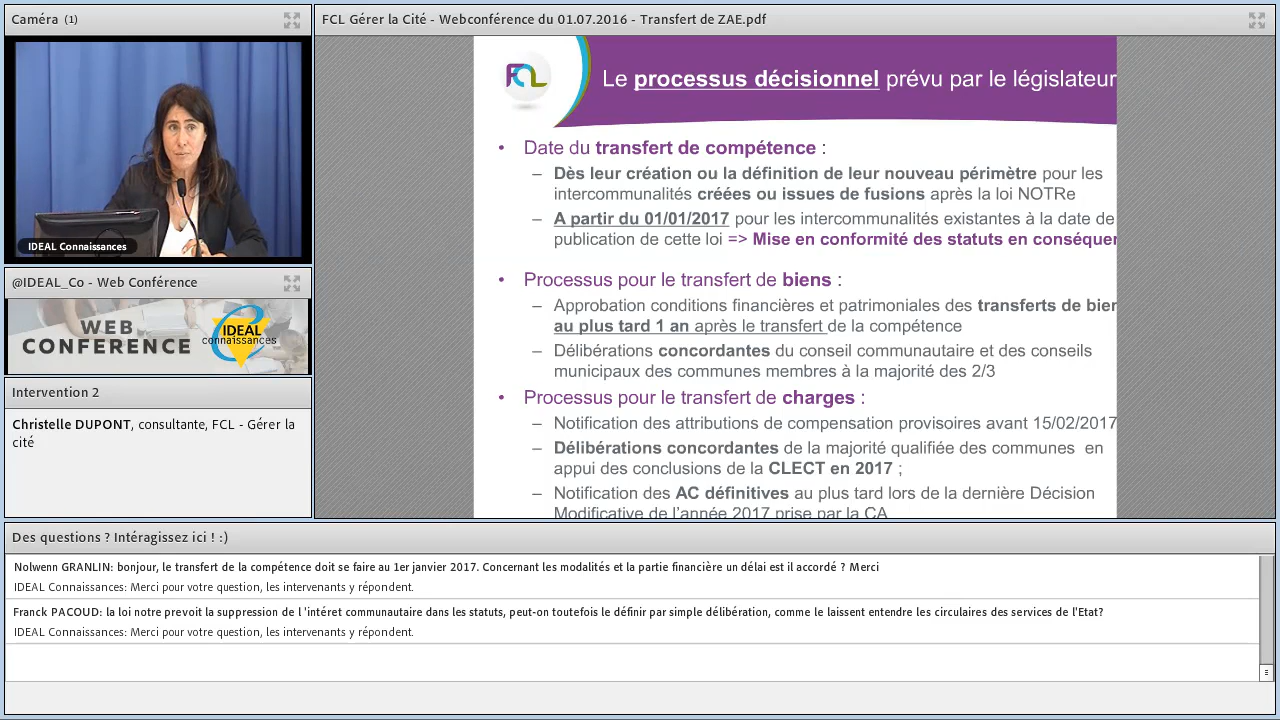 Caméra (1)
FCL Gérer la Cité - Webconférence du 01.07.2016 - Transfert de ZAE.pdf
IDEAL Connaissances
@IDEAL_Co - Web Conférence
WEB
CONFERENCE
IDEAL
connaissances
Intervention 2
Christelle DUPONT, consultante, FCL - Gérer la
cité
FCL
Le processus décisionnel prévu par le législateur
• Date du transfert de compétence :
– Dès leur création ou la définition de leur nouveau périmètre pour les
intercommunalités créées ou issues de fusions après la loi NOTRe
– A partir du 01/01/2017 pour les intercommunalités existantes à la date de
publication de cette loi => Mise en conformité des statuts en conséquen
• Processus pour le transfert de biens :
– Approbation conditions financières et patrimoniales des transferts de bien
au plus tard 1 an après le transfert de la compétence
– Délibérations concordantes du conseil communautaire et des conseils
municipaux des communes membres à la majorité des 2/3
• Processus pour le transfert de charges :
– Notification des attributions de compensation provisoires avant 15/02/2017
– Délibérations concordantes de la majorité qualifiée des communes en
appui des conclusions de la CLECT en 2017 ;
– Notification des AC définitives au plus tard lors de la dernière Décision
Modificative de l'année 2017 prise par la CA
Des questions ? Intéragissez ici ! :)
Nolwenn GRANLIN: bonjour, le transfert de la compétence doit se faire au 1er janvier 2017. Concernant les modalités et la partie financière un délai est il accordé ? Merci
IDEAL Connaissances: Merci pour votre question, les intervenants y répondent.
Franck PACOUD: la loi notre prevoit la suppression de l 'intéret communautaire dans les statuts, peut-on toutefois le définir par simple délibération, comme le laissent entendre les circulaires des services de l'Etat?
IDEAL Connaissances: Merci pour votre question, les intervenants y répondent.